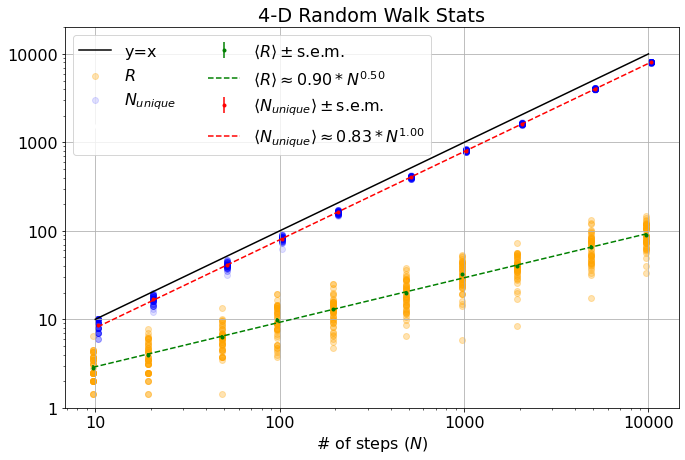 4-D Random Walk Stats
y=x
R
N_unique
⟨R⟩ ± s.e.m.
⟨R⟩ ≈ 0.90 * N^0.50
⟨N_unique⟩ ± s.e.m.
⟨N_unique⟩ ≈ 0.83 * N^1.00
10000
1000
100
10
1
10 100 1000 10000
# of steps (N)